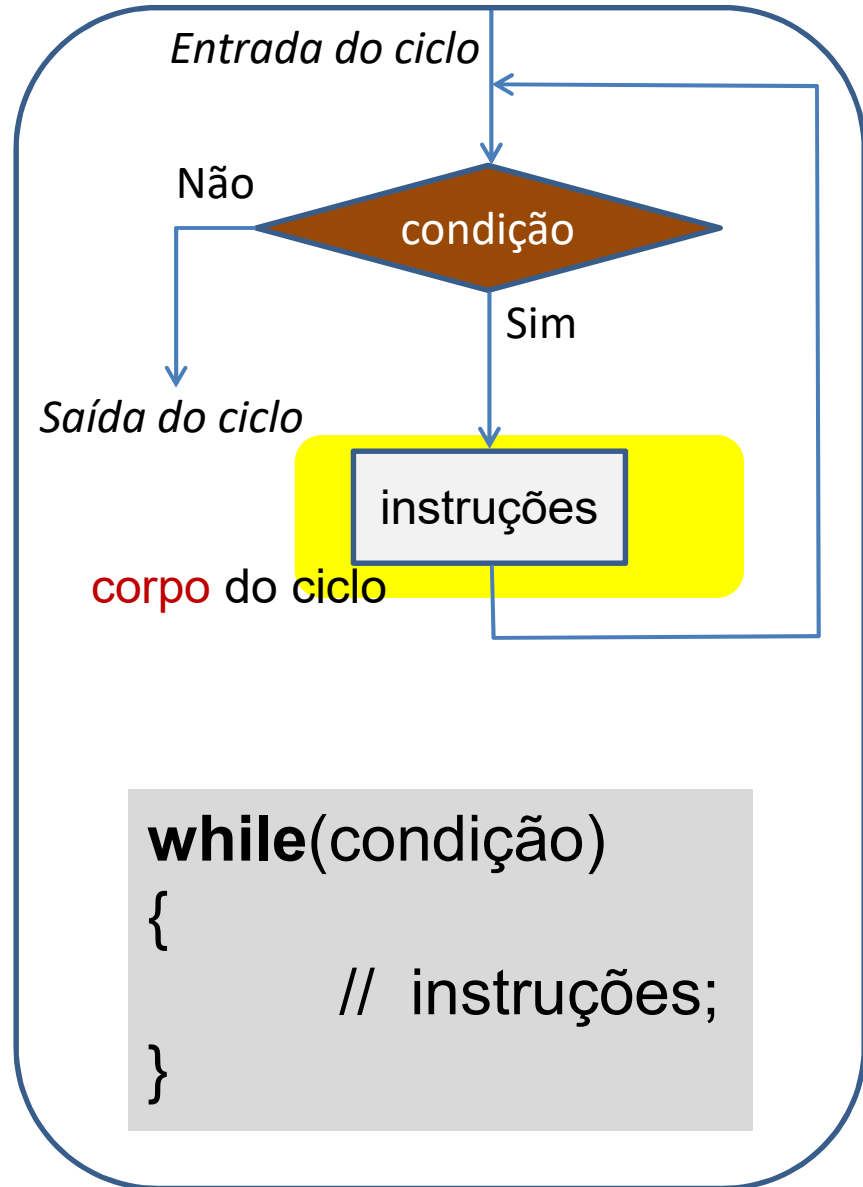 Entrada do ciclo
Não
condição
Sim
Saída do ciclo
instruções
corpo do ciclo
while(condição)
{
// instruções;
}